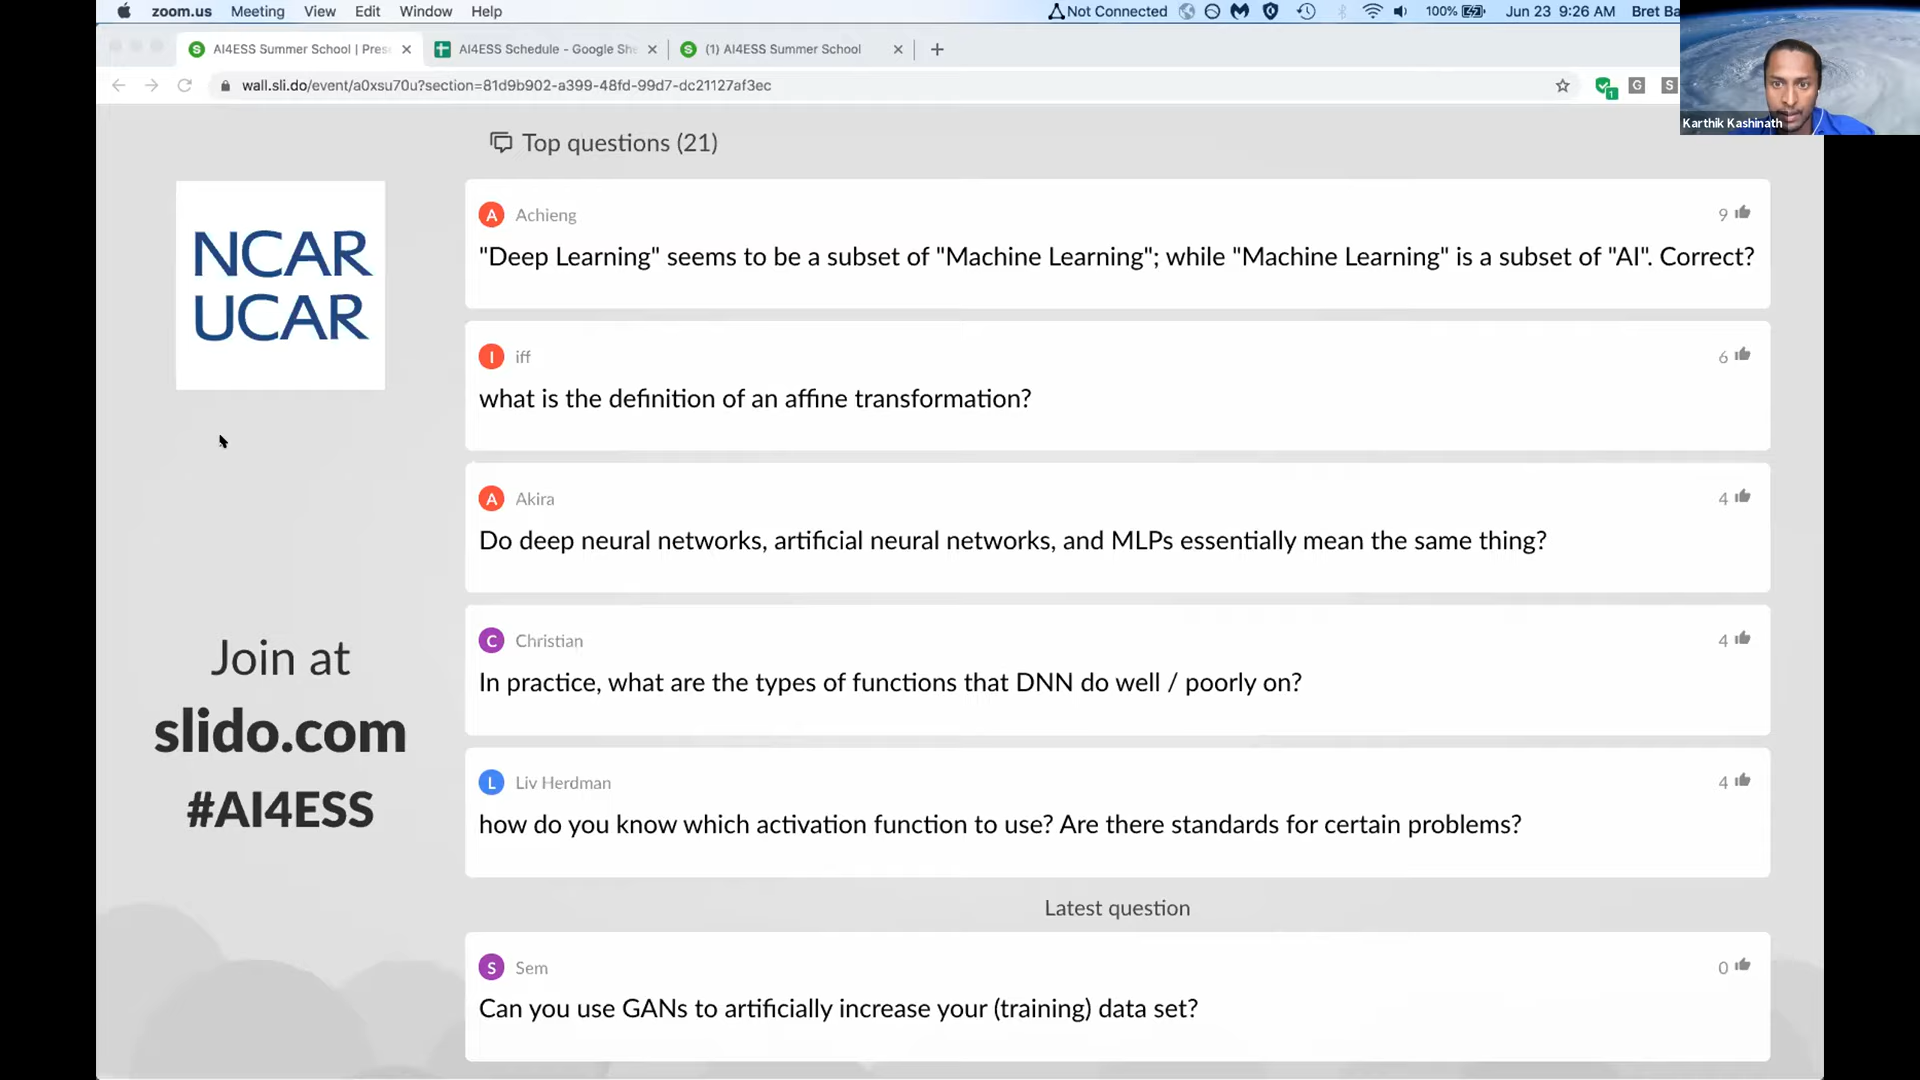 zoom.us Meeting View Edit Window Help Not Connected 100% Jun 23 9:26 AM Bret Ba
AI4ESS Summer School | Prese
AI4ESS Schedule - Google She
(1) AI4ESS Summer School
wall.sli.do/event/a0xsu70u?section=81d9b902-a399-48fd-99d7-dc21127af3ec
Karthik Kashinath
Top questions (21)
NCAR
UCAR
Join at
slido.com
#AI4ESS
A Achieng 9
"Deep Learning" seems to be a subset of "Machine Learning"; while "Machine Learning" is a subset of "AI". Correct?
I iff 6
what is the definition of an affine transformation?
A Akira 4
Do deep neural networks, artificial neural networks, and MLPs essentially mean the same thing?
C Christian 4
In practice, what are the types of functions that DNN do well / poorly on?
L Liv Herdman 4
how do you know which activation function to use? Are there standards for certain problems?
Latest question
S Sem 0
Can you use GANs to artificially increase your (training) data set?